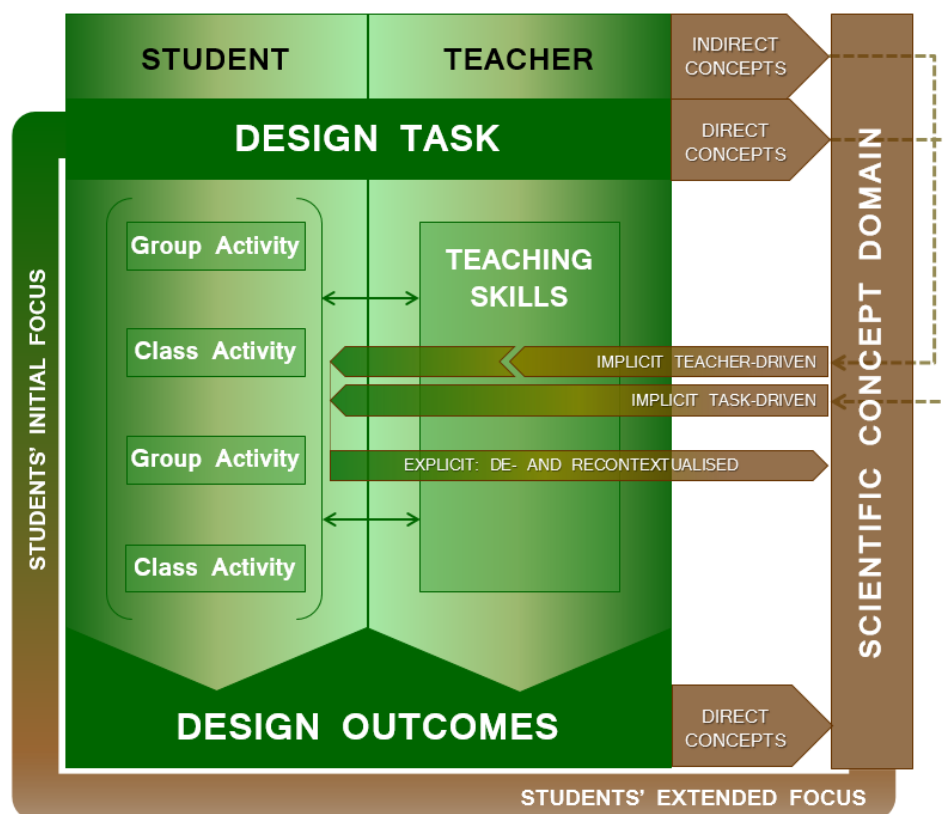 STUDENT
TEACHER
INDIRECT
CONCEPTS
DESIGN TASK
DIRECT
CONCEPTS
Group Activity
TEACHING
SKILLS
Class Activity
IMPLICIT TEACHER-DRIVEN
IMPLICIT TASK-DRIVEN
Group Activity
EXPLICIT: DE- AND RECONTEXTUALISED
Class Activity
STUDENTS' INITIAL FOCUS
SCIENTIFIC CONCEPT DOMAIN
DESIGN OUTCOMES
DIRECT
CONCEPTS
STUDENTS' EXTENDED FOCUS